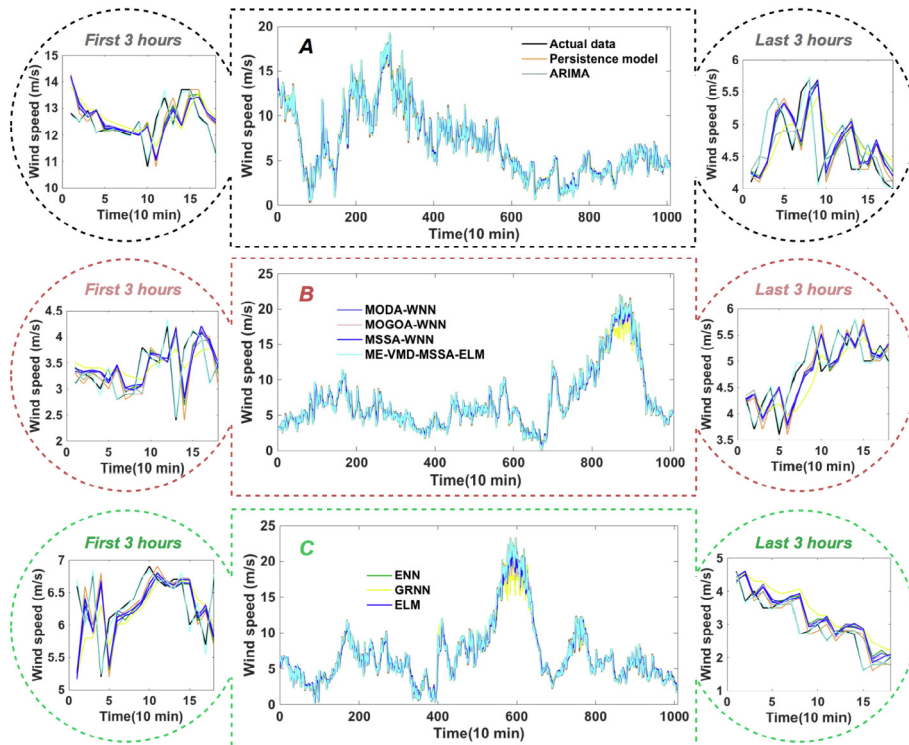 First 3 hours
Wind speed (m/s)
15
14
13
12
11
10
0
5
10
15
Time(10 min)
A
Wind speed (m/s)
20
15
10
5
0
0
200
400
600
800
1000
Time(10 min)
Actual data
Persistence model
ARIMA
Last 3 hours
Wind speed (m/s)
6
5.5
5
4.5
4
0
5
10
15
Time(10 min)
First 3 hours
Wind speed (m/s)
4.5
4
3.5
3
2.5
2
0
5
10
15
Time(10 min)
B
Wind speed (m/s)
25
20
15
10
5
0
0
200
400
600
800
1000
Time(10 min)
MODA-WNN
MOGOA-WNN
MSSA-WNN
ME-VMD-MSSA-ELM
Last 3 hours
Wind speed (m/s)
6
5.5
5
4.5
4
3.5
0
5
10
15
Time(10 min)
First 3 hours
Wind speed (m/s)
7
6.5
6
5.5
5
0
5
10
15
Time(10 min)
C
Wind speed (m/s)
25
20
15
10
5
0
0
200
400
600
800
1000
Time(10 min)
ENN
GRNN
ELM
Last 3 hours
Wind speed (m/s)
5
4
3
2
1
0
5
10
15
Time(10 min)